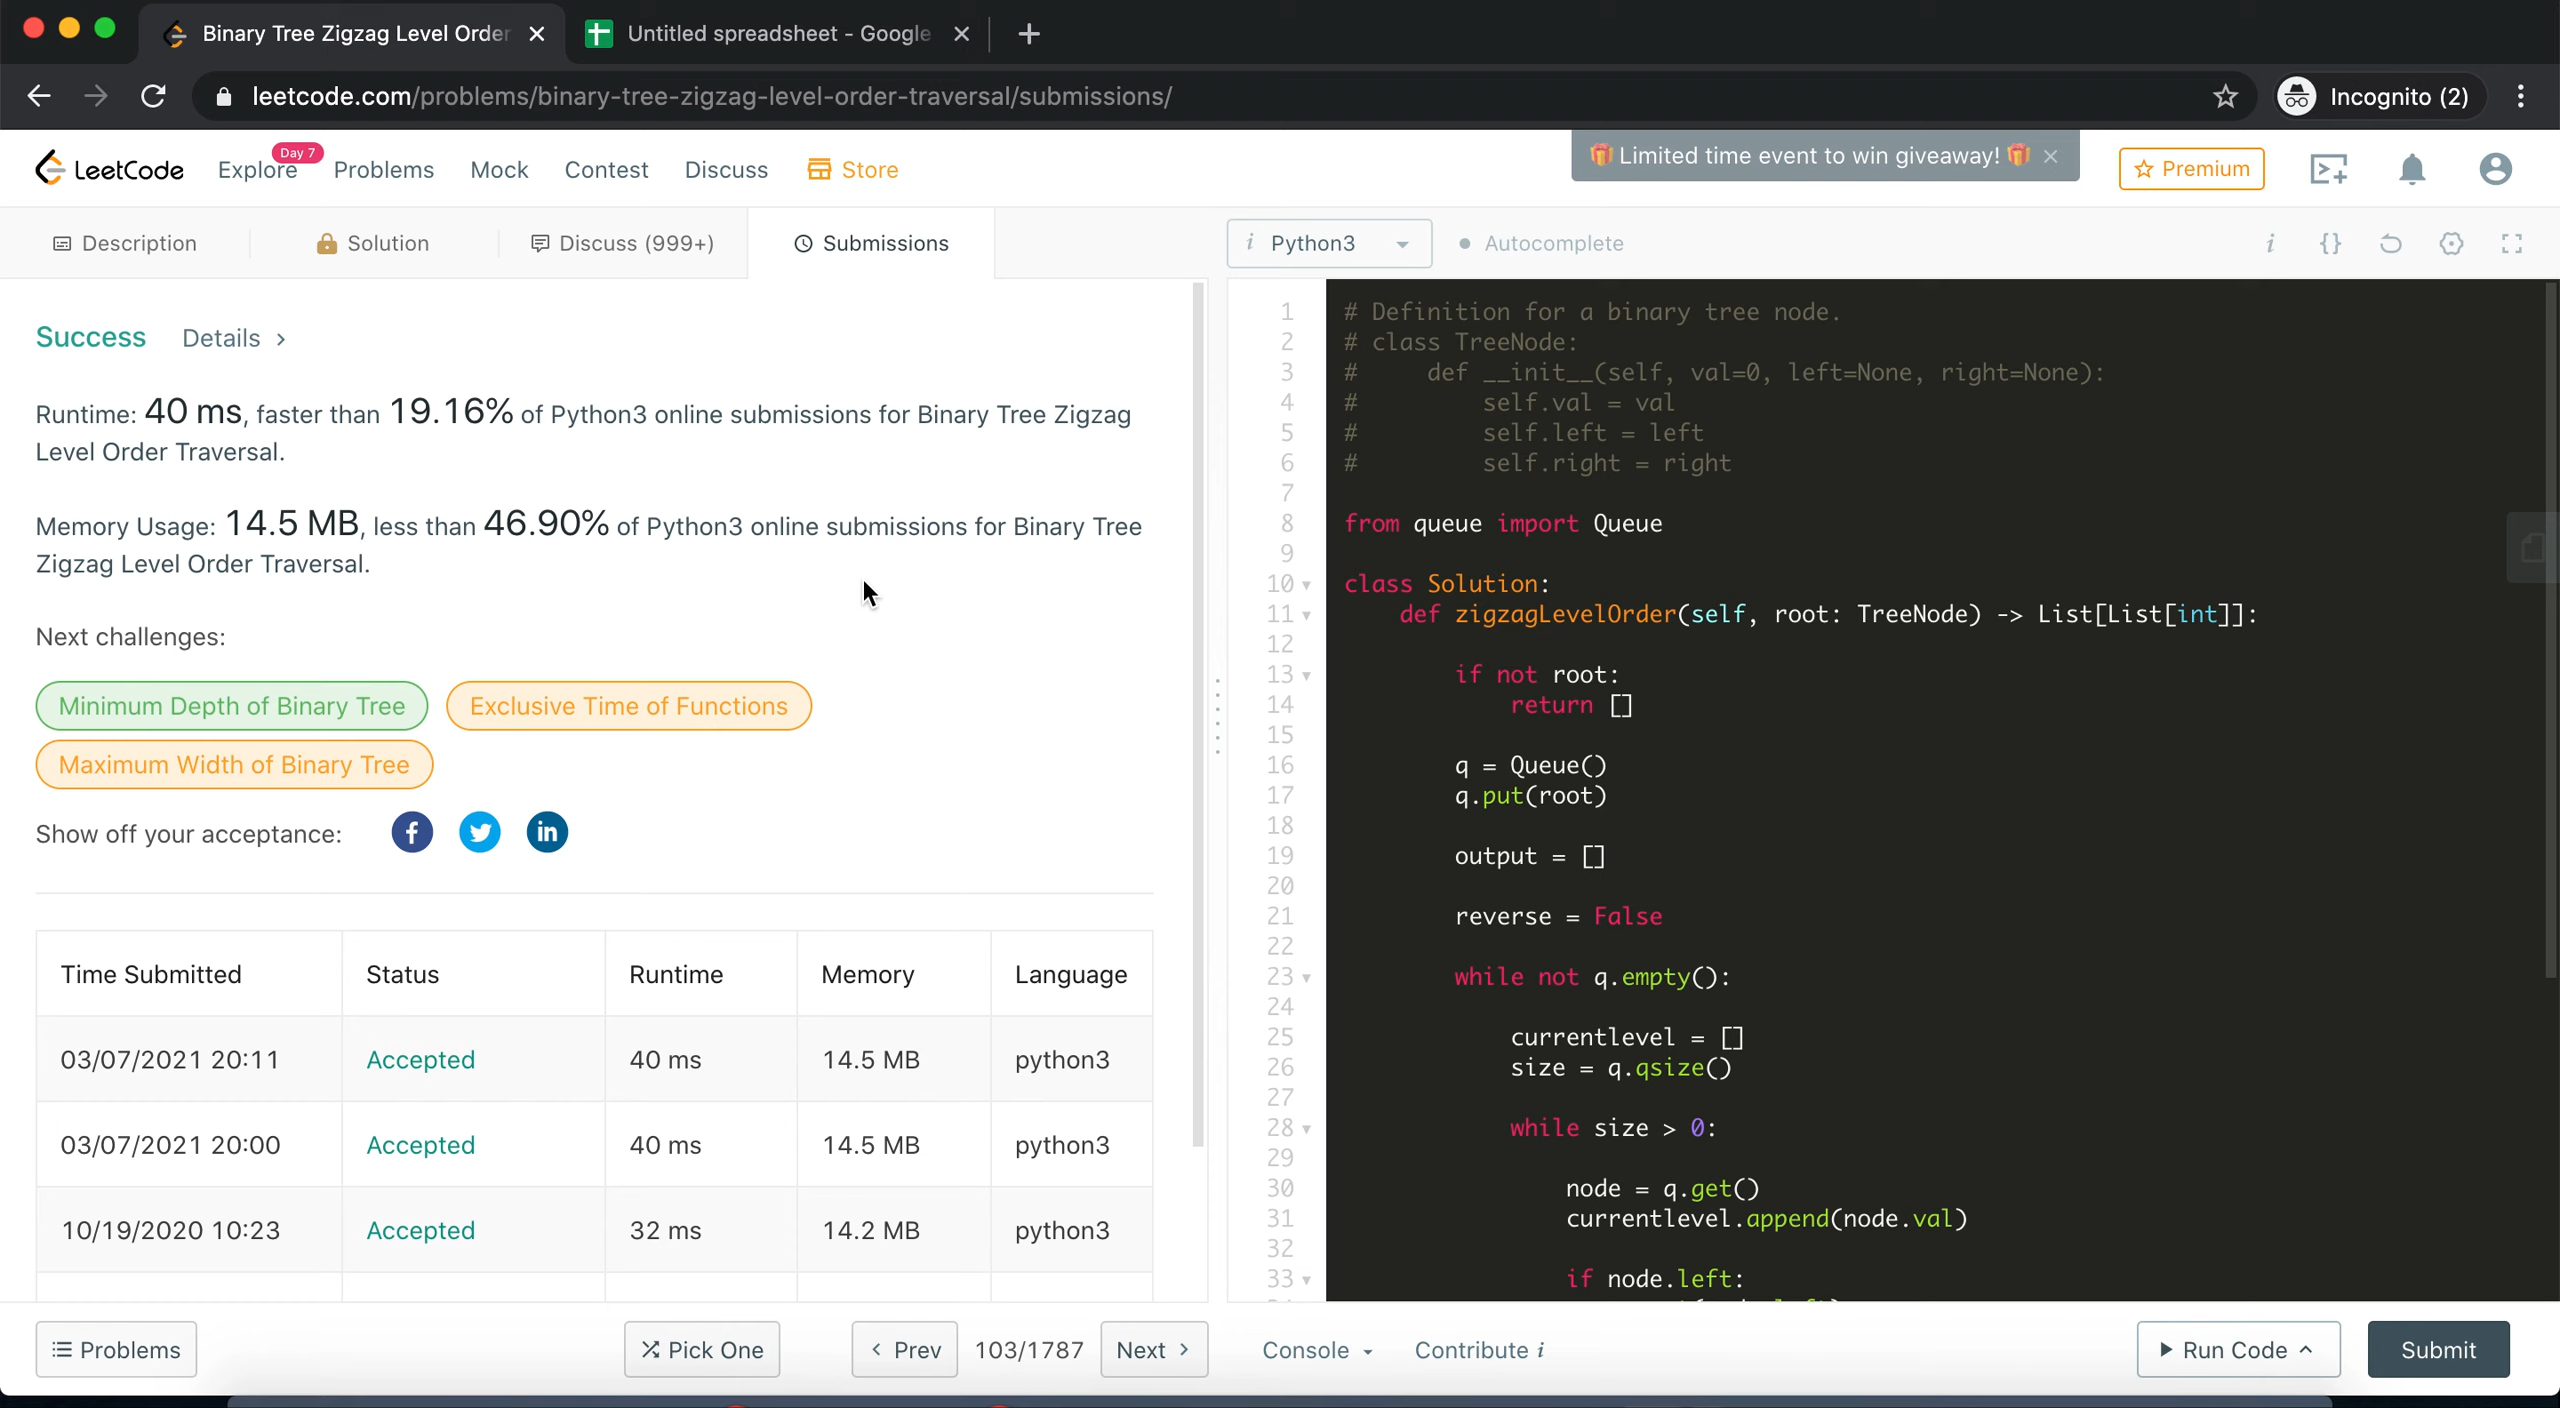 Binary Tree Zigzag Level Order
Untitled spreadsheet - Google
leetcode.com/problems/binary-tree-zigzag-level-order-traversal/submissions/
Incognito (2)
LeetCode
Explore
Day 7
Problems
Mock
Contest
Discuss
Store
🎁 Limited time event to win giveaway! 🎁
Premium
Description
Solution
Discuss (999+)
Submissions
i Python3
Autocomplete
i
{}
Success Details >
Runtime: 40 ms, faster than 19.16% of Python3 online submissions for Binary Tree Zigzag
Level Order Traversal.
Memory Usage: 14.5 MB, less than 46.90% of Python3 online submissions for Binary Tree
Zigzag Level Order Traversal.
Next challenges:
Minimum Depth of Binary Tree
Exclusive Time of Functions
Maximum Width of Binary Tree
Show off your acceptance:
Time Submitted Status Runtime Memory Language
03/07/2021 20:11 Accepted 40 ms 14.5 MB python3
03/07/2021 20:00 Accepted 40 ms 14.5 MB python3
10/19/2020 10:23 Accepted 32 ms 14.2 MB python3
1 # Definition for a binary tree node.
2 # class TreeNode:
3 #     def __init__(self, val=0, left=None, right=None):
4 #         self.val = val
5 #         self.left = left
6 #         self.right = right
7
8 from queue import Queue
9
10 class Solution:
11     def zigzagLevelOrder(self, root: TreeNode) -> List[List[int]]:
12
13         if not root:
14             return []
15
16         q = Queue()
17         q.put(root)
18
19         output = []
20
21         reverse = False
22
23         while not q.empty():
24
25             currentlevel = []
26             size = q.qsize()
27
28             while size > 0:
29
30                 node = q.get()
31                 currentlevel.append(node.val)
32
33                 if node.left:
Problems
Pick One
< Prev
103/1787
Next >
Console
Contribute i
Run Code
Submit